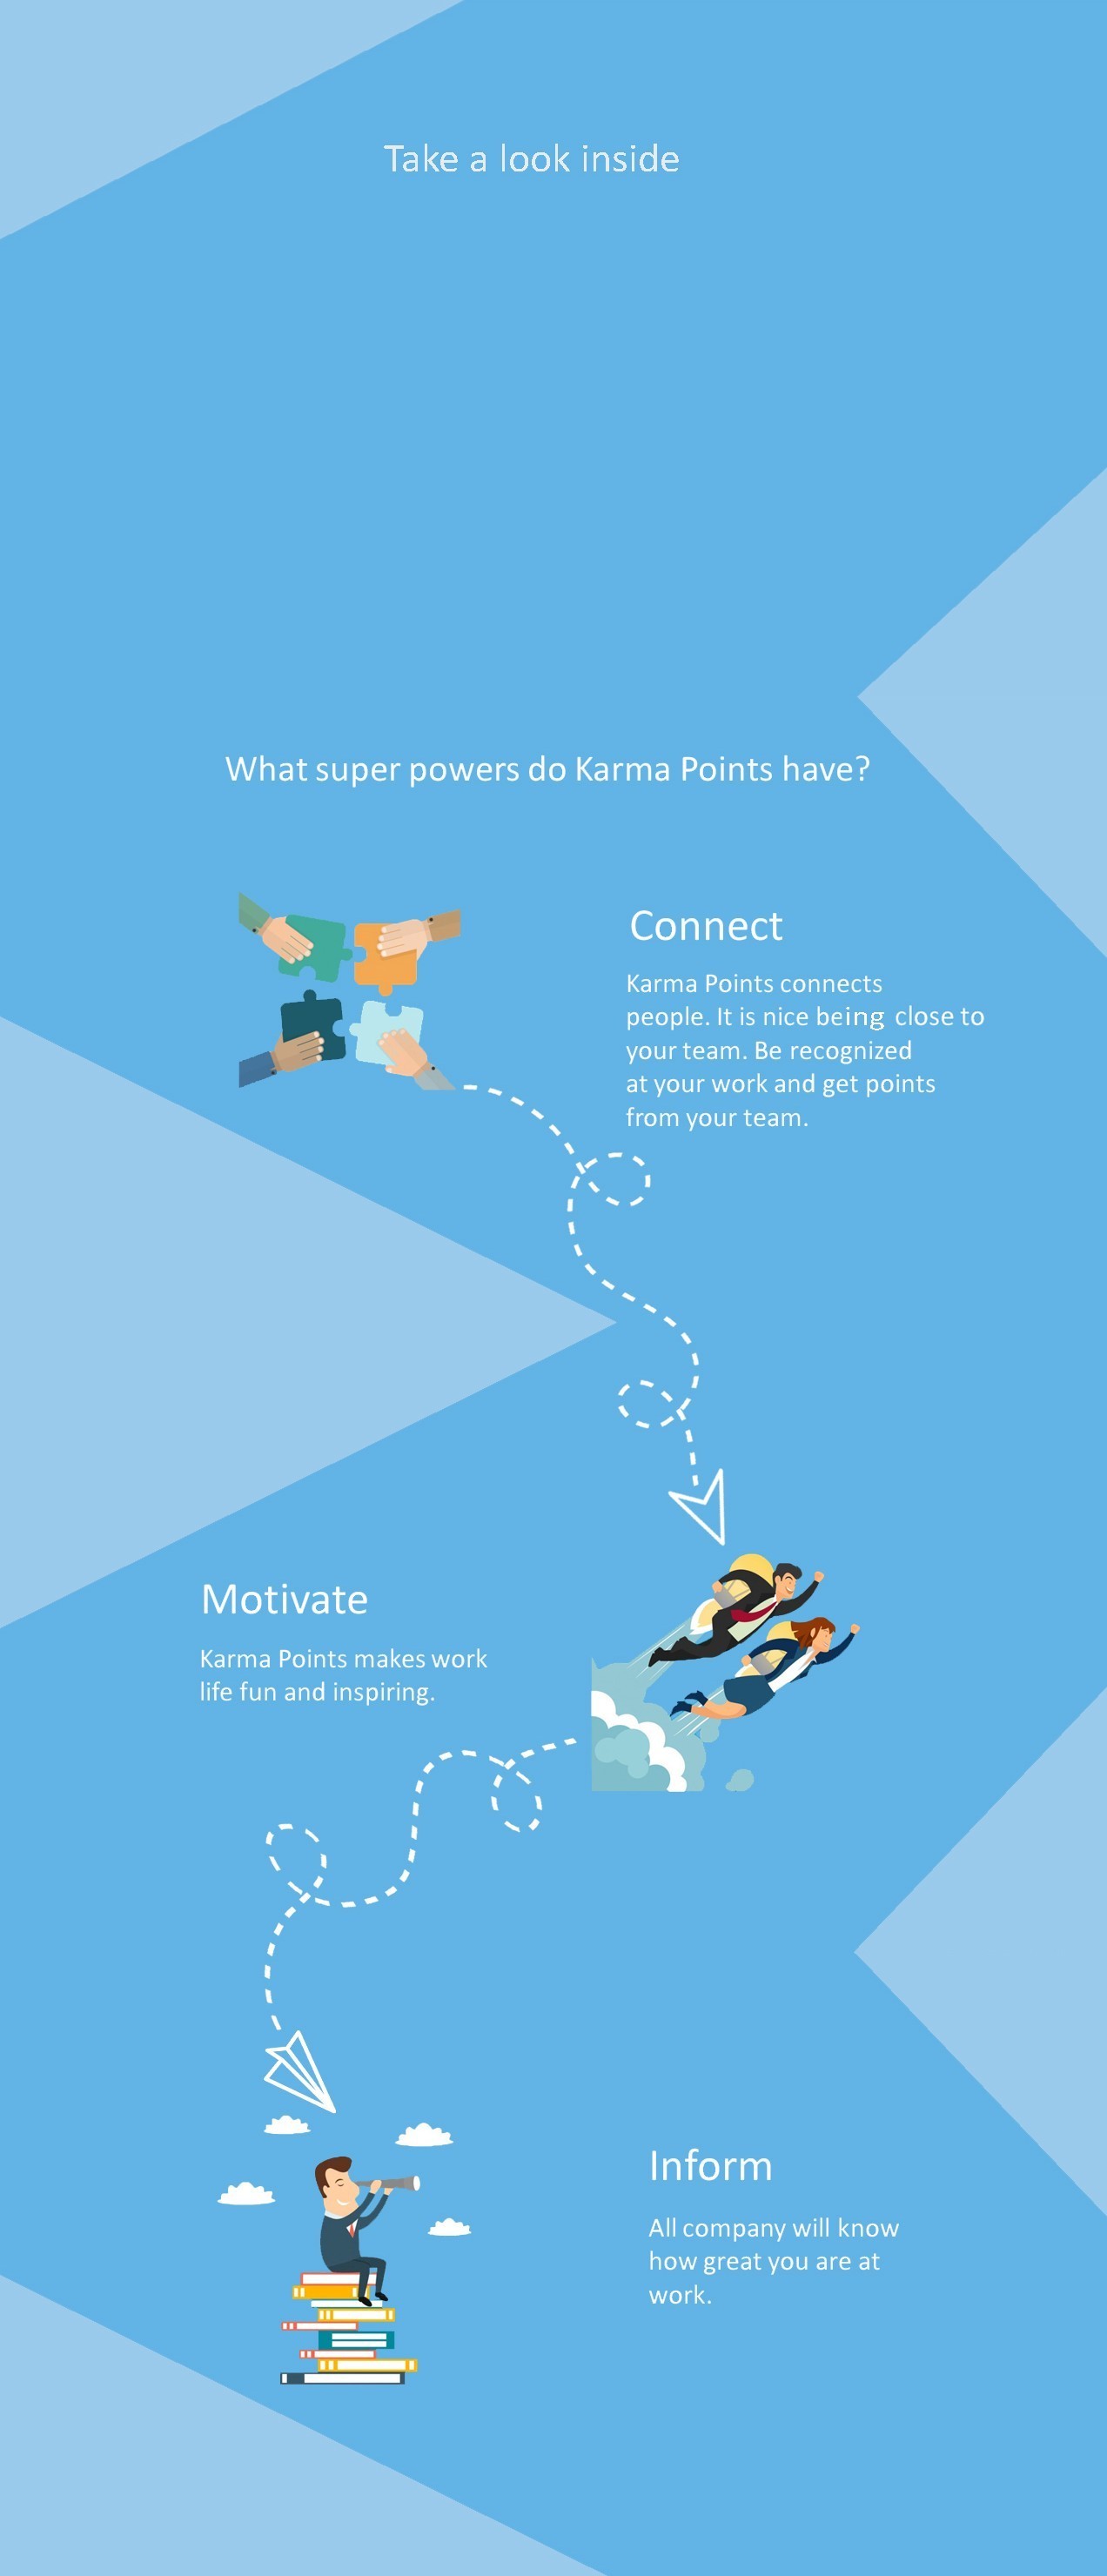 Take a look inside
What super powers do Karma Points have?
Connect
Karma Points connects
people. It is nice being close to
your team. Be recognized
at your work and get points
from your team.
Motivate
Karma Points makes work
life fun and inspiring.
Inform
All company will know
how great you are at
work.